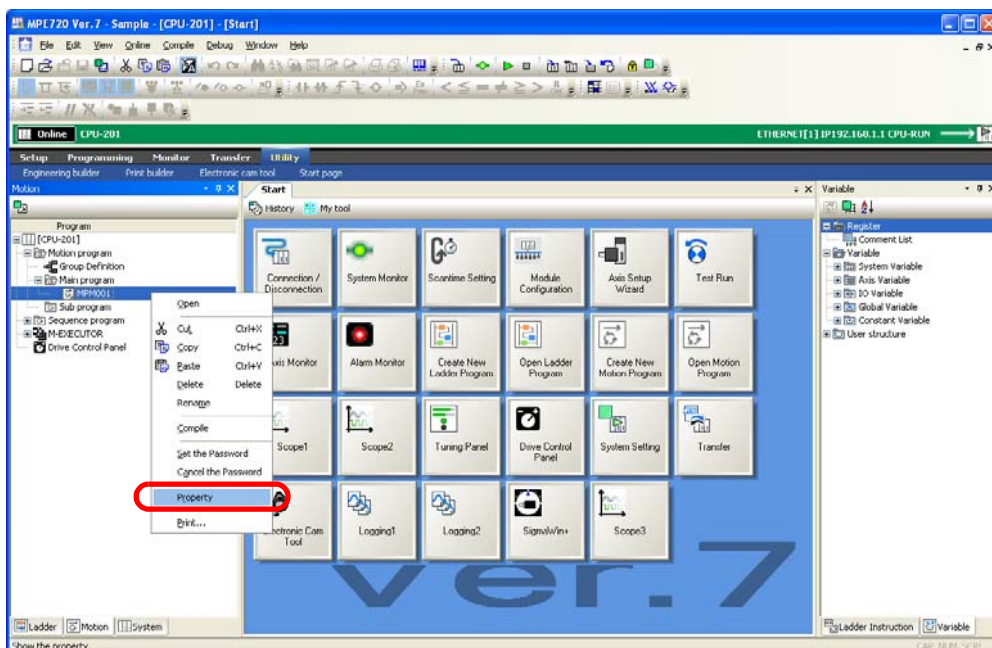 MPE720 Ver.7 - Sample - [CPU-201] - [Start]
File Edit View Online Compile Debug Window Help
Online CPU-201 ETHERNET[1] IP192.168.1.1 CPU-RUN
Setup Programming Monitor Transfer Utility
Engineering builder Print builder Electronic cam tool Start page
Motion
Program
[CPU-201]
Motion program
Group Definition
Main program
MPM001
Sub program
Sequence program
M-EXECUTOR
Drive Control Panel
Open
Cut Ctrl+X
Copy Ctrl+C
Paste Ctrl+V
Delete Delete
Rename
Compile
Set the Password
Cancel the Password
Property
Print...
Start
History My tool
Connection / Disconnection
System Monitor
Scantime Setting
Module Configuration
Axis Setup Wizard
Test Run
23
xis Monitor
Alarm Monitor
Create New Ladder Program
Open Ladder Program
Create New Motion Program
Open Motion Program
Scope1
Scope2
Tuning Panel
Drive Control Panel
System Setting
Transfer
ectronic Cam Tool
Logging1
Logging2
SigmaWin+
Scope3
ver.7
Variable
Register
Comment List
Variable
System Variable
Axis Variable
IO Variable
Global Variable
Constant Variable
User structure
Ladder Motion System
Ladder Instruction Variable
Show the property.
CAP NUM SCRL